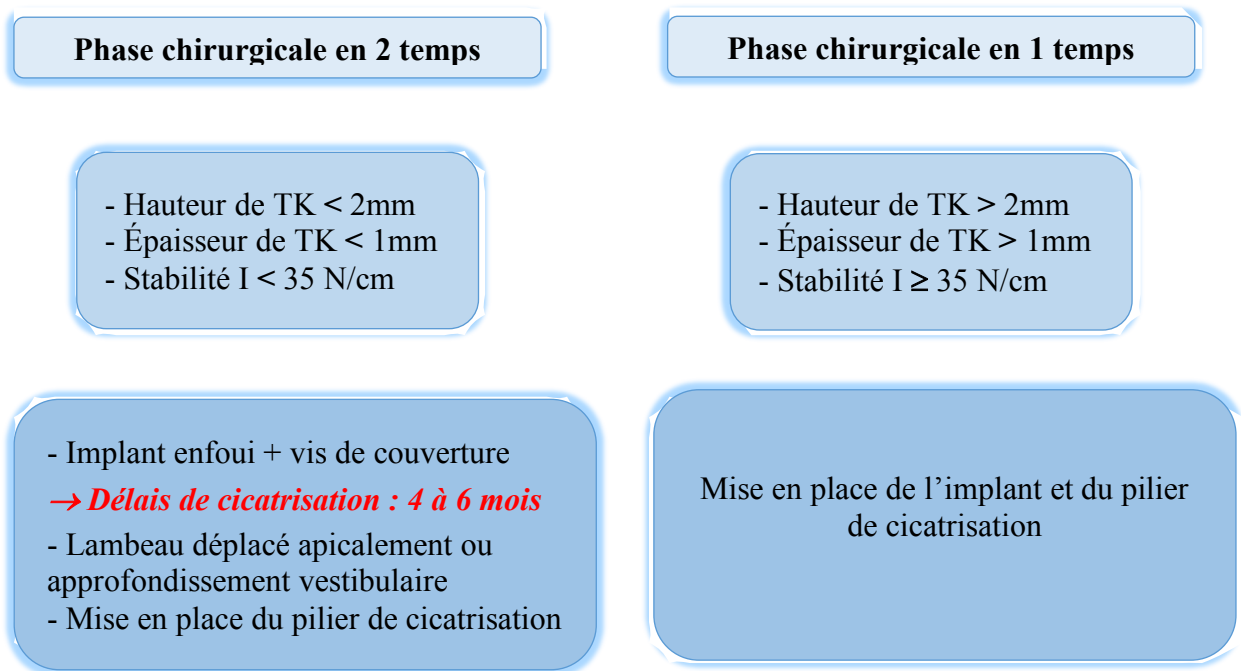 Phase chirurgicale en 2 temps
- Hauteur de TK < 2mm
- Épaisseur de TK < 1mm
- Stabilité I < 35 N/cm
- Implant enfoui + vis de couverture
→ Délais de cicatrisation : 4 à 6 mois
- Lambeau déplacé apicalement ou
approfondissement vestibulaire
- Mise en place du pilier de cicatrisation
Phase chirurgicale en 1 temps
- Hauteur de TK > 2mm
- Épaisseur de TK > 1mm
- Stabilité I ≥ 35 N/cm
Mise en place de l’implant et du pilier
de cicatrisation